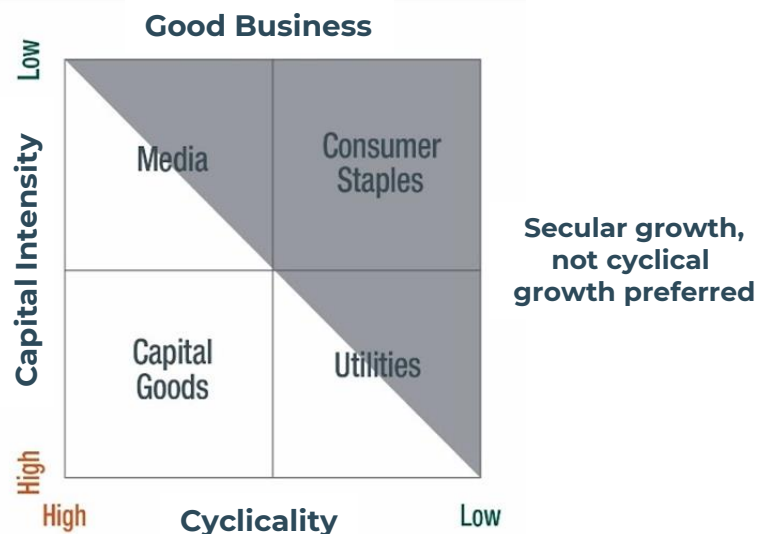 Good Business
Low
Capital Intensity
High
Media
Consumer
Staples
Secular growth,
not cyclical
growth preferred
Capital
Goods
Utilities
High
Cyclicality
Low